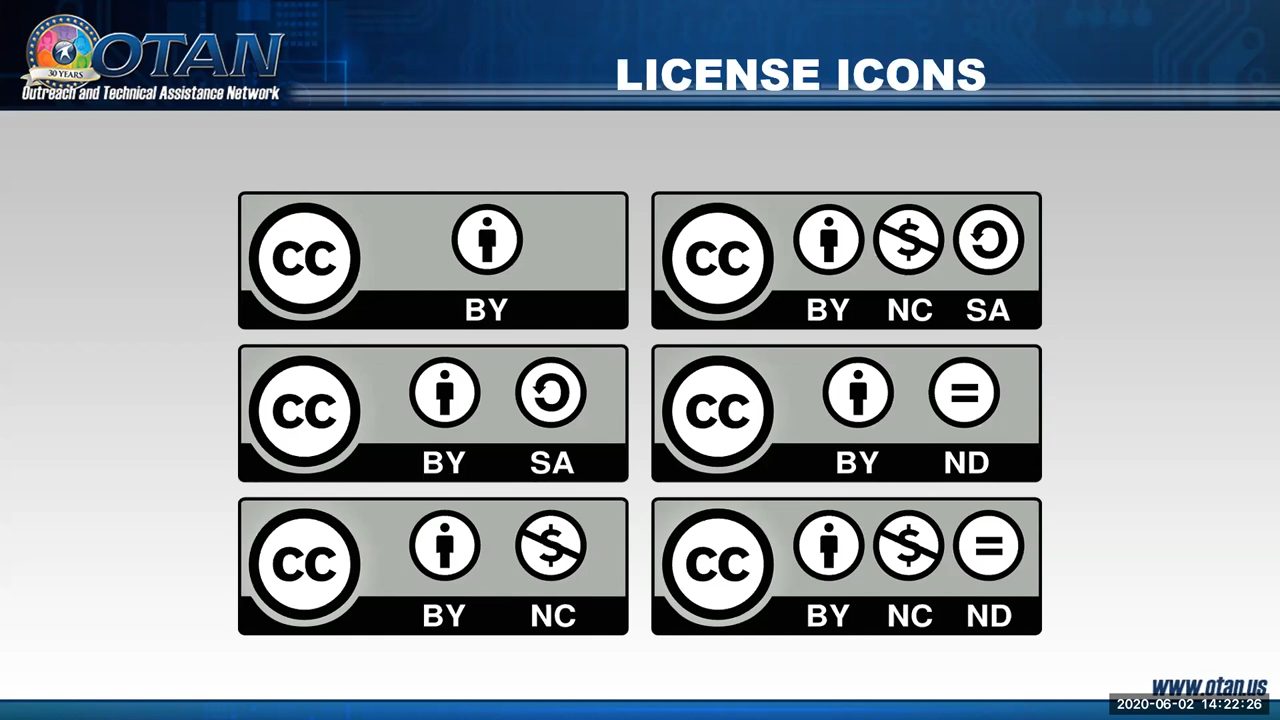 OTAN
30 YEARS
Outreach and Technical Assistance Network
LICENSE ICONS
CC BY
CC BY NC SA
CC BY SA
CC BY ND
CC BY NC
CC BY NC ND
www.otan.us
2020-06-02 14:22:26